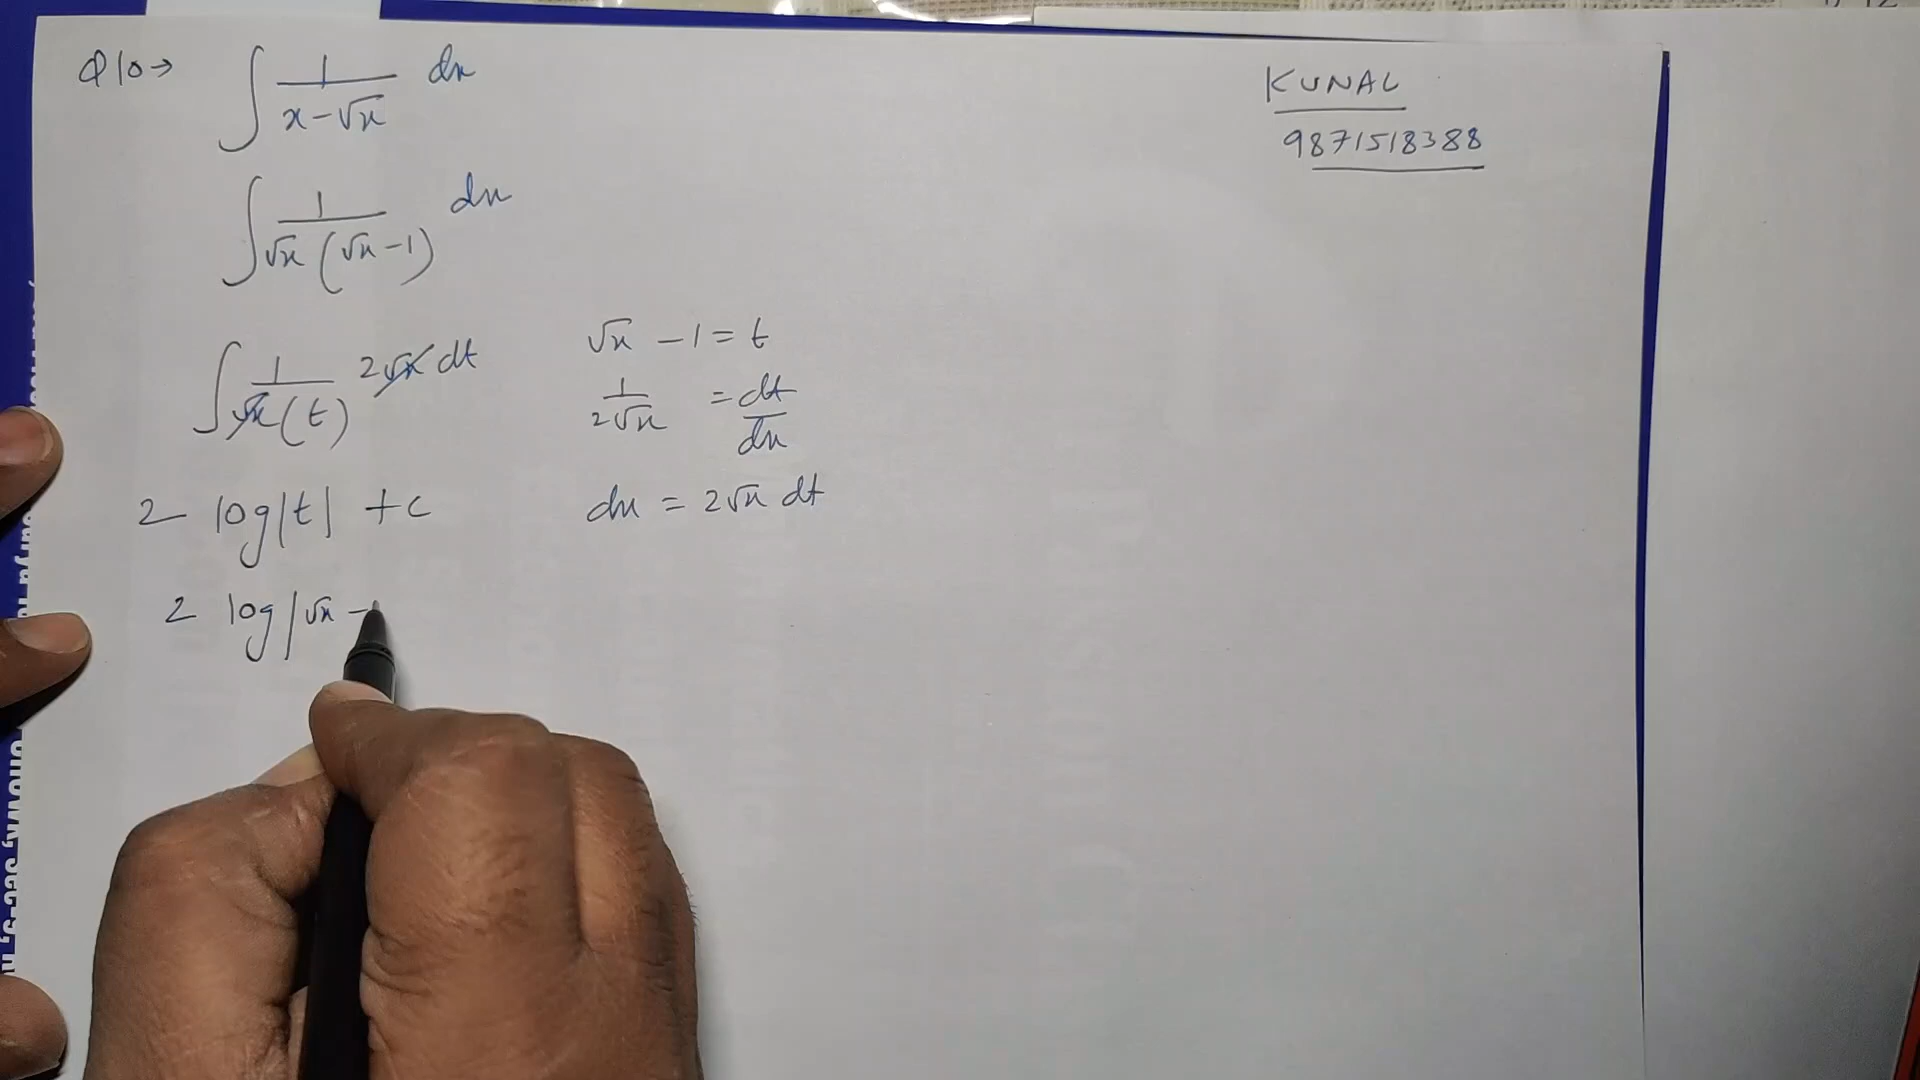 Q10→ ∫ 1/(x-√x) dx
KUNAL
9871518388
∫ 1/(√x(√x-1)) dx
∫ 1/(√x(t)) 2√x dt
√x -1 = t
1/(2√x) = dt/dx
2 log|t| +c
dx = 2√x dt
2 log|√x -